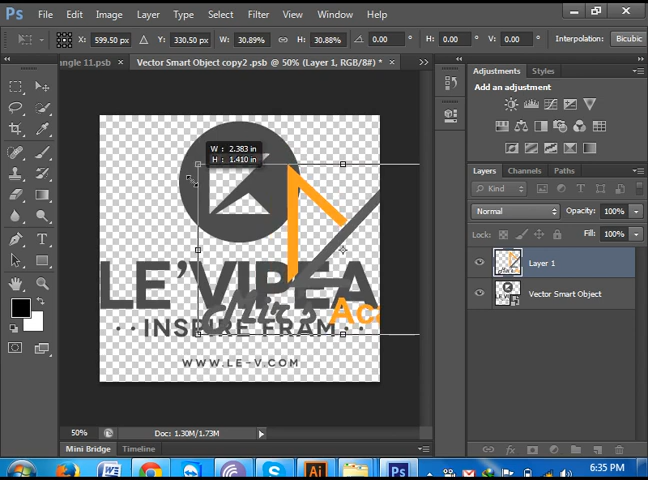 Ps File Edit Image Layer Type Select Filter View Window Help
X: 599.50 px Y: 330.50 px W: 30.89% H: 30.88% 0.00 ° H: 0.00 ° V: 0.00 ° Interpolation: Bicubic
angle 11.psb × Vector Smart Object copy2 .psb @ 50% (Layer 1, RGB/8#) * ×
Adjustments Styles
Add an adjustment
W : 2.383 in
H : 1.410 in
Layers Channels Paths
Kind
Normal Opacity: 100%
Lock: Fill: 100%
Layer 1
Vector Smart Object
LE'VIPEA
Mir's
Aca
··INSPIRE FRAM··
WWW.LE-V.COM
50% Doc: 1.30M/1.73M
Mini Bridge Timeline
6:35 PM